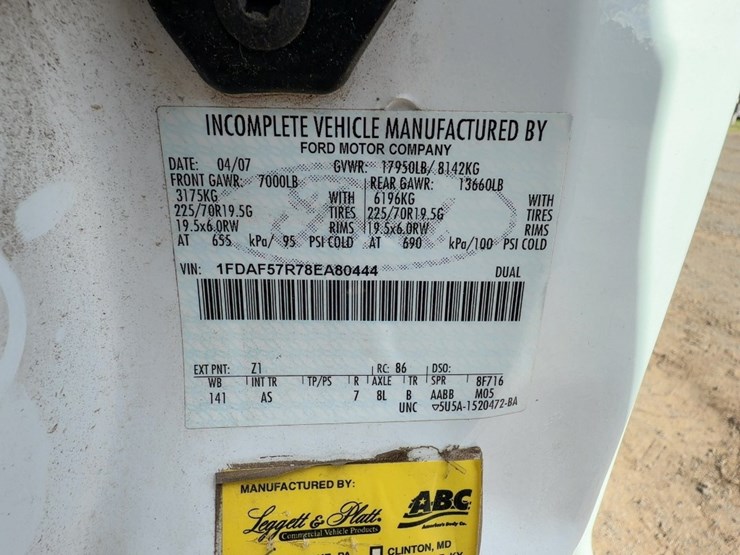 INCOMPLETE VEHICLE MANUFACTURED BY
FORD MOTOR COMPANY
DATE: 04/07 GVWR: 17950LB/ 8142KG
FRONT GAWR: 7000LB REAR GAWR: 13660LB
3175KG WITH 6196KG WITH
225/70R19.5G TIRES 225/70R19.5G TIRES
19.5x6.0RW RIMS 19.5x6.0RW RIMS
AT 655 kPa/ 95 PSI COLD AT 690 kPa/100 PSI COLD
VIN: 1FDAF57R78EA80444 DUAL
EXT PNT: Z1 RC: 86 DSO:
WB INT TR TP/PS R AXLE TR SPR 8F716
141 AS 7 8L B AABB M05
UNC 5U5A-1520472-BA
MANUFACTURED BY:
Leggett & Platt
Commercial Vehicle Products
ABC
America's Body Co.
CLINTON, MD